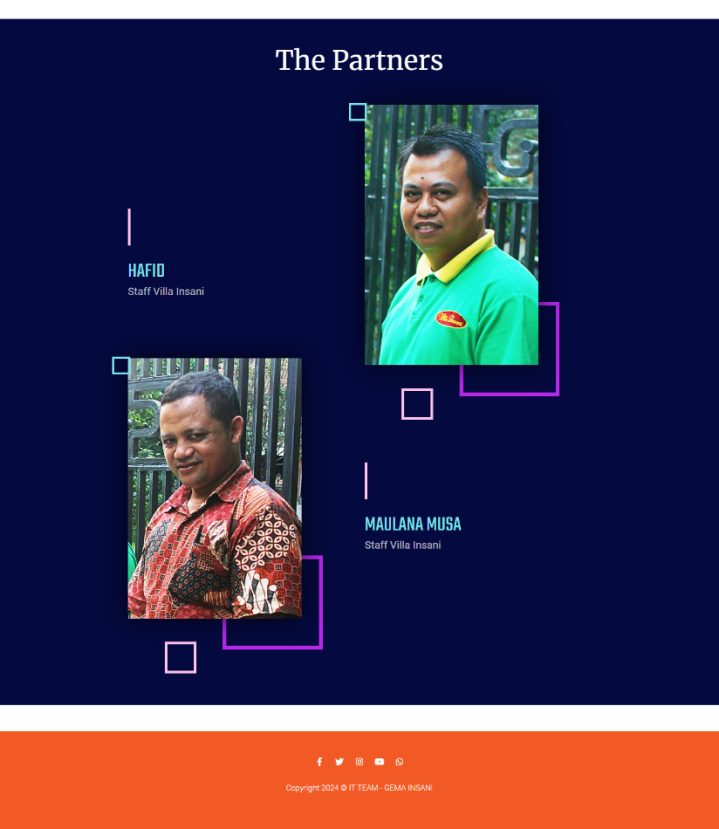 The Partners
HAFID
Staff Villa Insani
MAULANA MUSA
Staff Villa Insani
Copyright 2024 © IT TEAM - GEMA INSANI